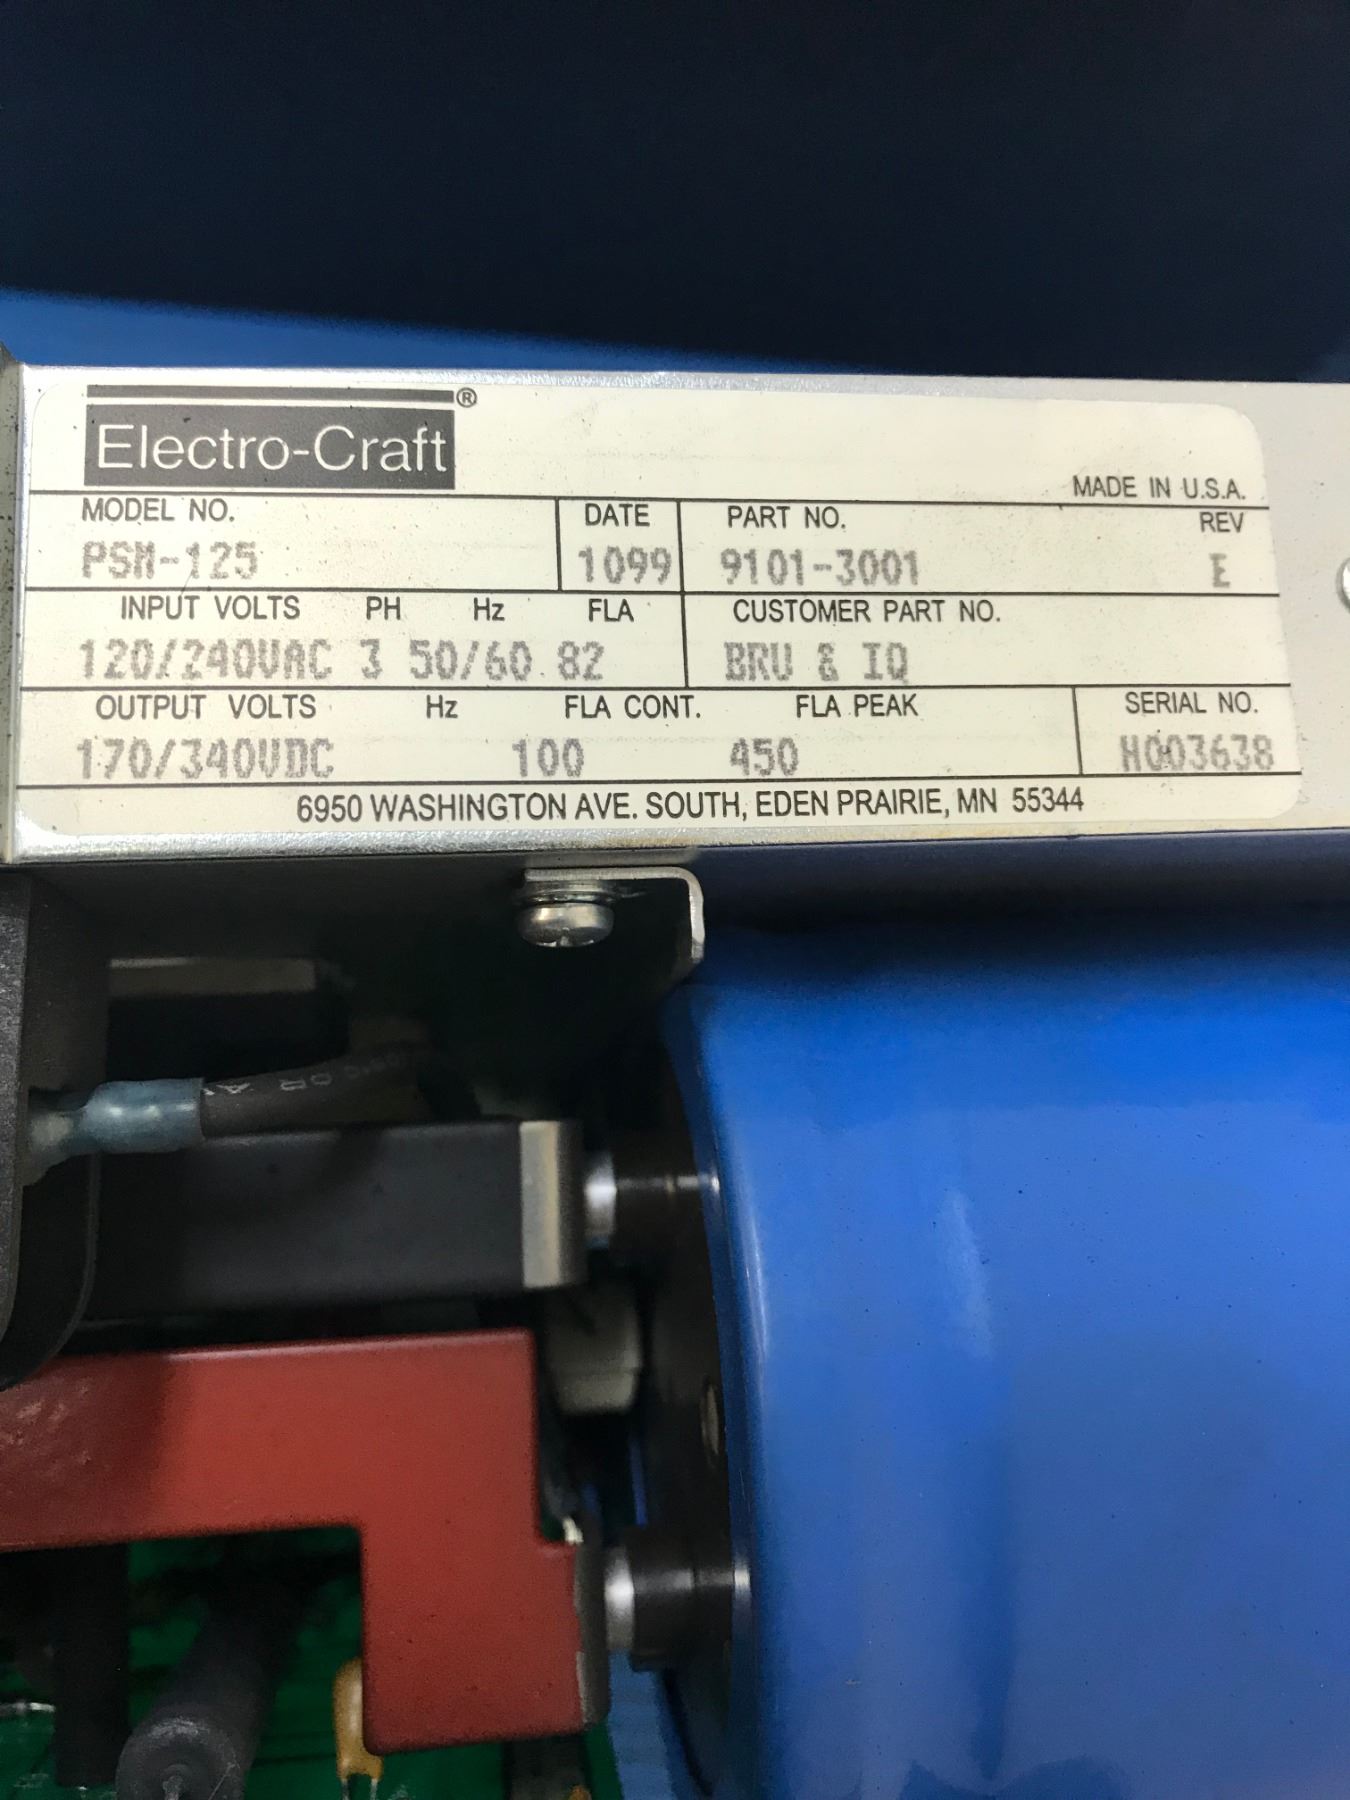 Electro-Craft®
MADE IN U.S.A.
MODEL NO. DATE PART NO. REV
PSM-125 1099 9101-3001 E
INPUT VOLTS PH Hz FLA CUSTOMER PART NO.
120/240VAC 3 50/60 82 BRU & IQ
OUTPUT VOLTS Hz FLA CONT. FLA PEAK SERIAL NO.
170/340VDC 100 450 H003638
6950 WASHINGTON AVE. SOUTH, EDEN PRAIRIE, MN 55344
OR